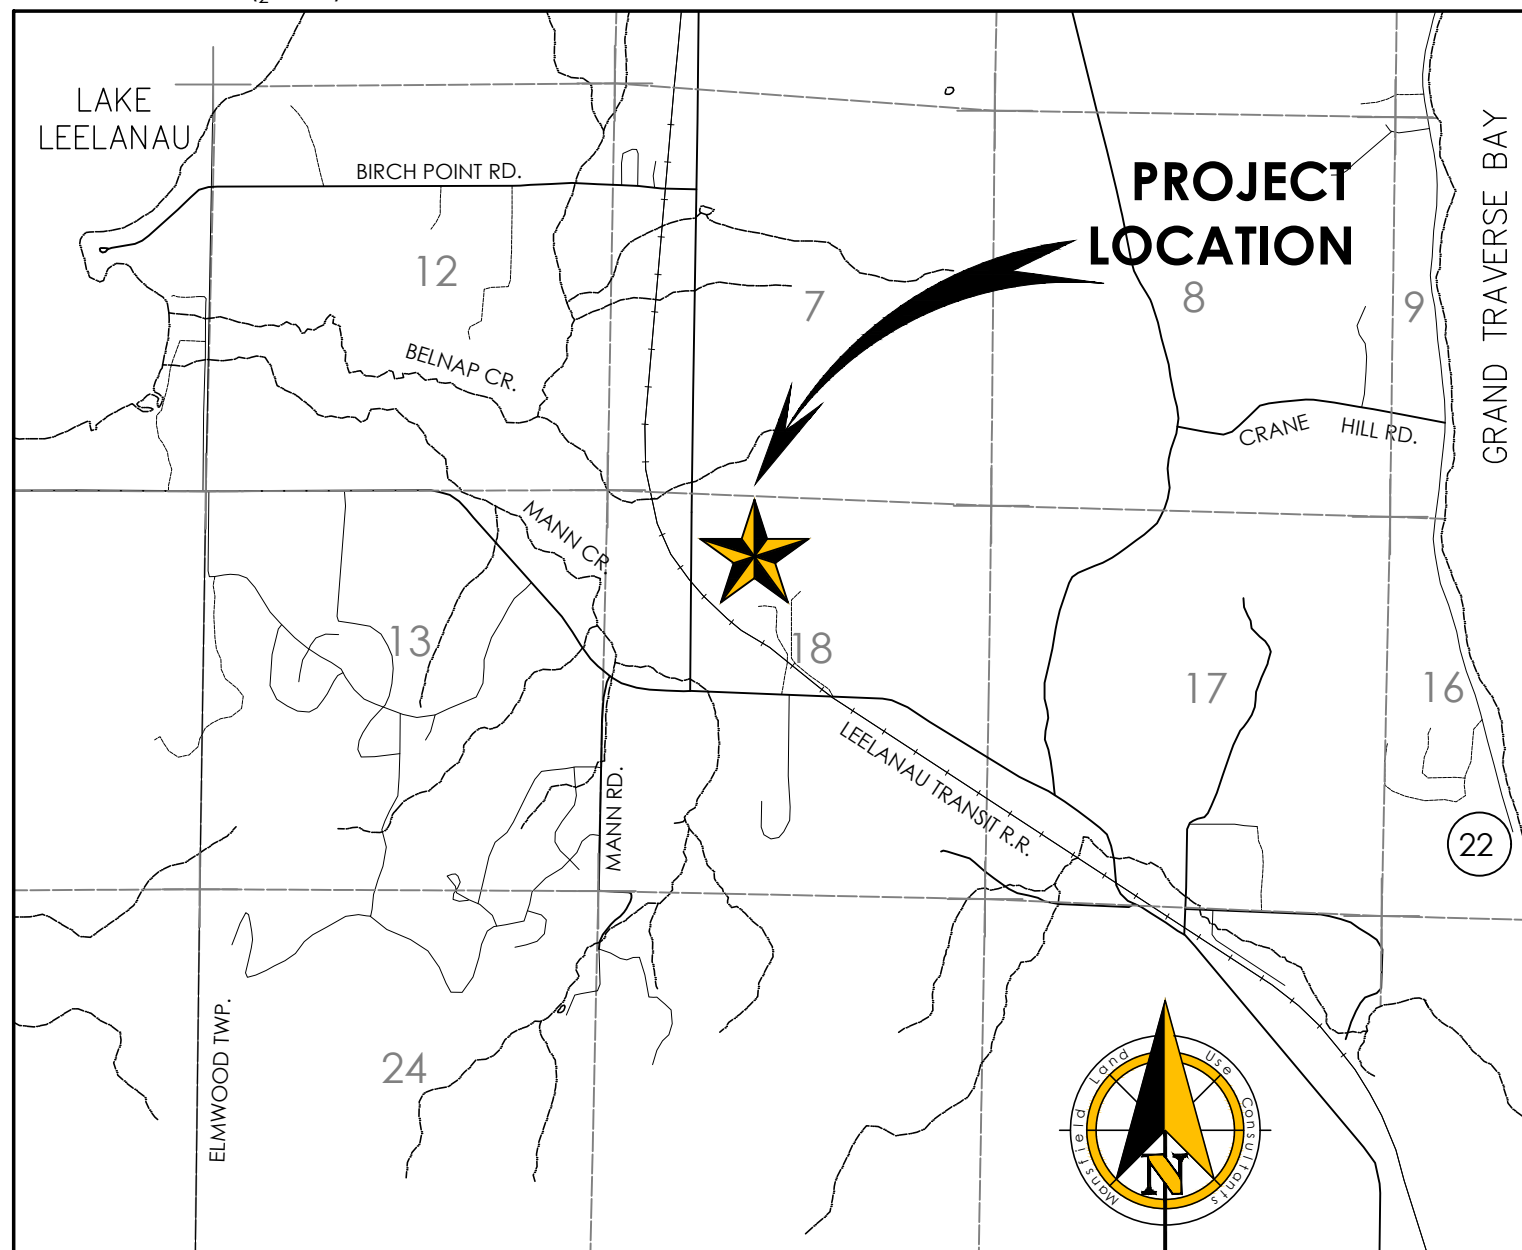 LAKE
LEELANAU
BIRCH POINT RD.
PROJECT
LOCATION
GRAND TRAVERSE BAY
12
7
8
9
BELNAP CR.
CRANE HILL RD.
MANN CR.
13
18
17
16
LEELANAU TRANSIT R.R.
MANN RD.
22
ELMWOOD TWP.
24
Mansfield Land Use Consultants
N